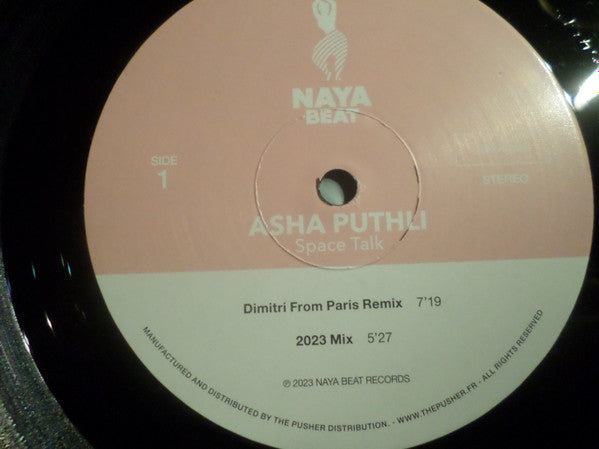 NAYA
BEAT
SIDE
1
STEREO
ASHA PUTHLI
Space Talk
Dimitri From Paris Remix 7'19
2023 Mix 5'27
℗ 2023 NAYA BEAT RECORDS
MANUFACTURED AND DISTRIBUTED BY THE PUSHER DISTRIBUTION. - WWW.THEPUSHER.FR - ALL RIGHTS RESERVED